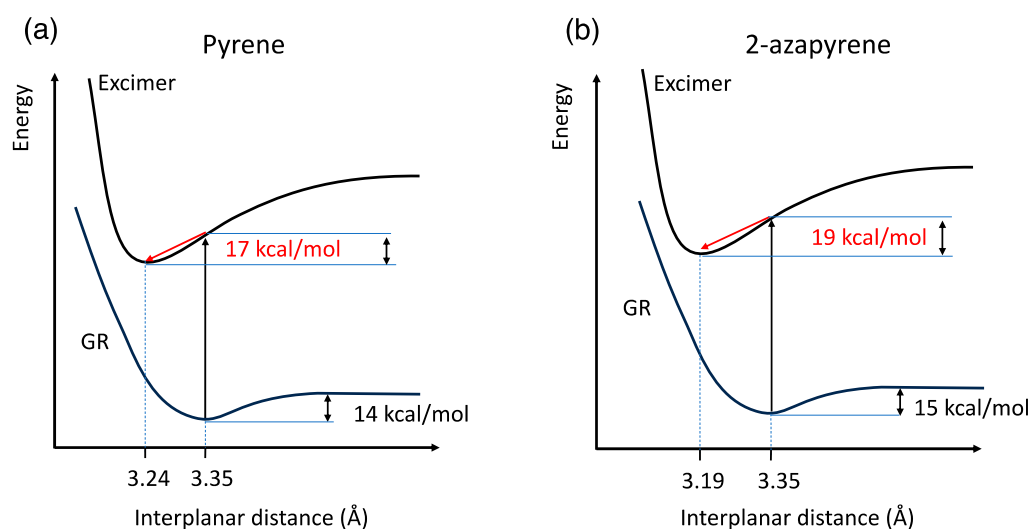 (a)
Pyrene
Energy
Excimer
17 kcal/mol
GR
14 kcal/mol
3.24
3.35
Interplanar distance (Å)
(b)
2-azapyrene
Energy
Excimer
19 kcal/mol
GR
15 kcal/mol
3.19
3.35
Interplanar distance (Å)